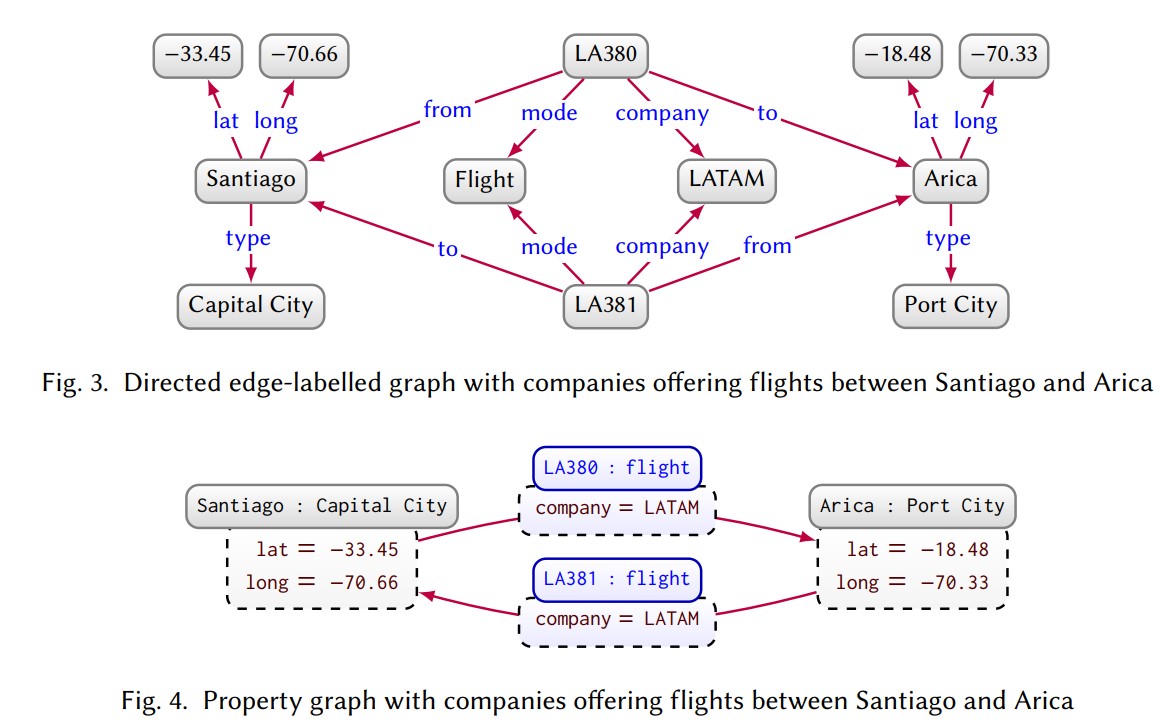 −33.45 −70.66 LA380 −18.48 −70.33
from mode company to
lat long lat long
Santiago Flight LATAM Arica
type to mode company from type
Capital City LA381 Port City
Fig. 3. Directed edge-labelled graph with companies offering flights between Santiago and Arica
LA380 : flight
Santiago : Capital City company = LATAM Arica : Port City
lat = −33.45 lat = −18.48
long = −70.66 LA381 : flight long = −70.33
company = LATAM
Fig. 4. Property graph with companies offering flights between Santiago and Arica